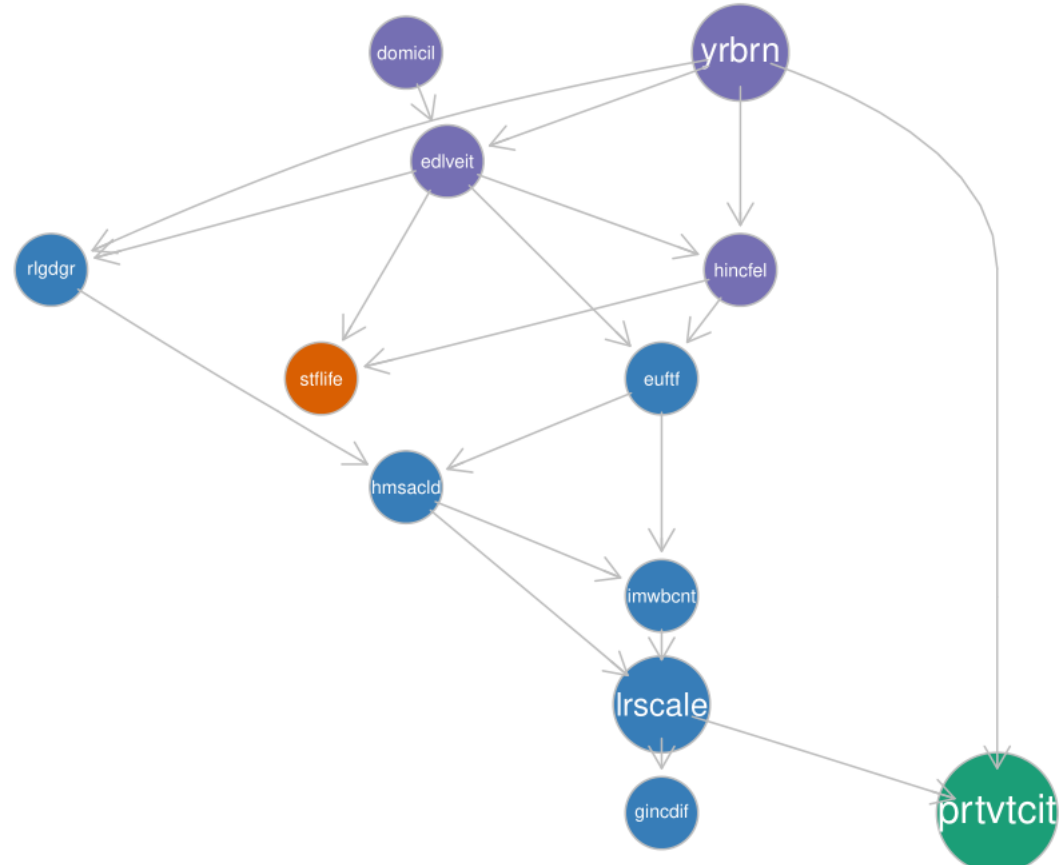 domicil
yrbrn
edlveit
rlgdgr
hincfel
stflife
euftf
hmsacld
imwbcnt
lrscale
gincdif
prtvtcit